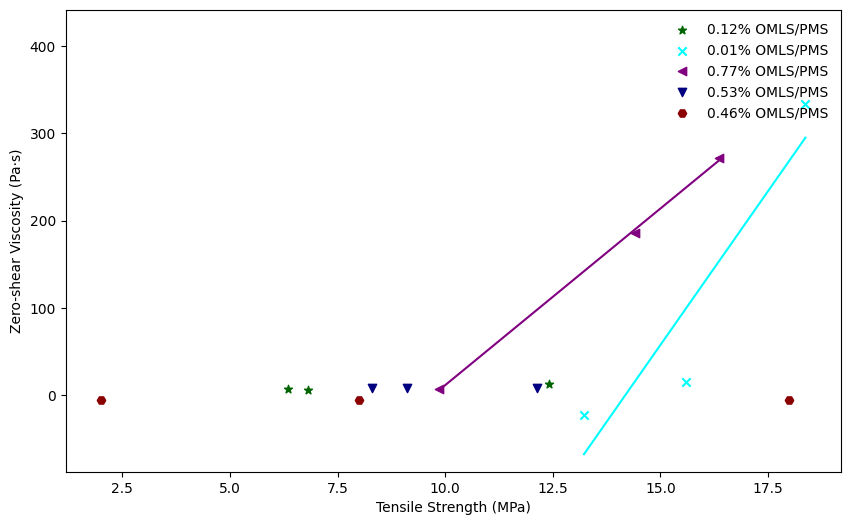 0.12% OMLS/PMS
0.01% OMLS/PMS
0.77% OMLS/PMS
0.53% OMLS/PMS
0.46% OMLS/PMS
Zero-shear Viscosity (Pa·s)
400
300
200
100
0
2.5 5.0 7.5 10.0 12.5 15.0 17.5
Tensile Strength (MPa)